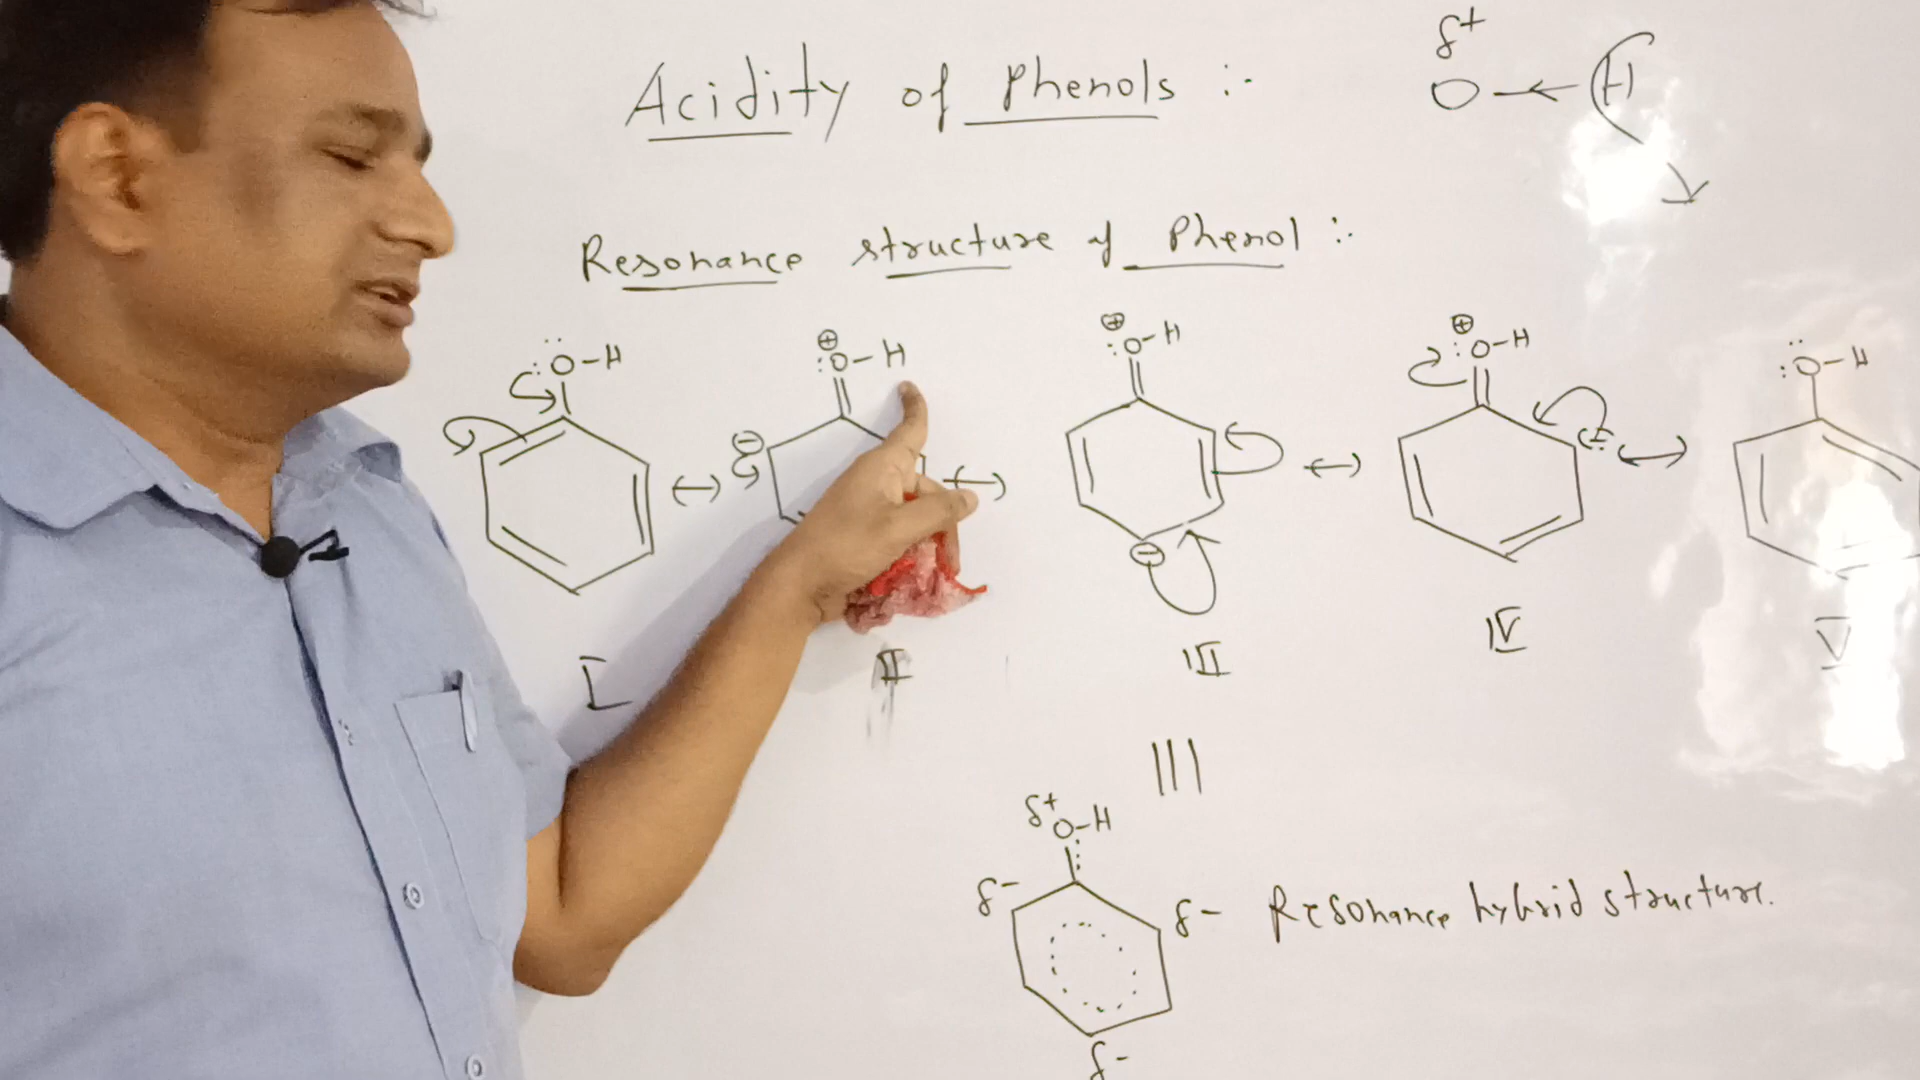 Acidity of Phenols :-
δ+
O ← H
Resonance structure of Phenol :-
:Ö-H
⊕
:O-H
⊖
⊕
:O-H
⊖
⊕
:O-H
:Ö-H
↔ ↔ ↔ ↔
I II III IV V
|||
δ+
O-H
δ- δ- Resonance hybrid structure.
δ-